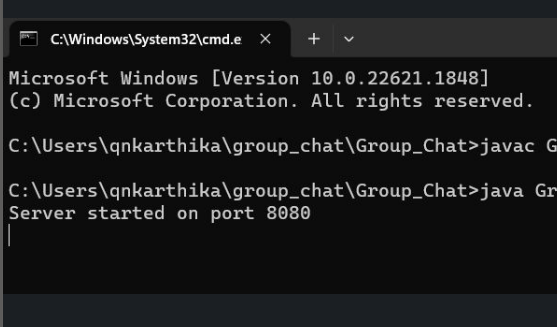 C:\Windows\System32\cmd.e
Microsoft Windows [Version 10.0.22621.1848]
(c) Microsoft Corporation. All rights reserved.
C:\Users\qnkarthika\group_chat\Group_Chat>javac G
C:\Users\qnkarthika\group_chat\Group_Chat>java Gr
Server started on port 8080